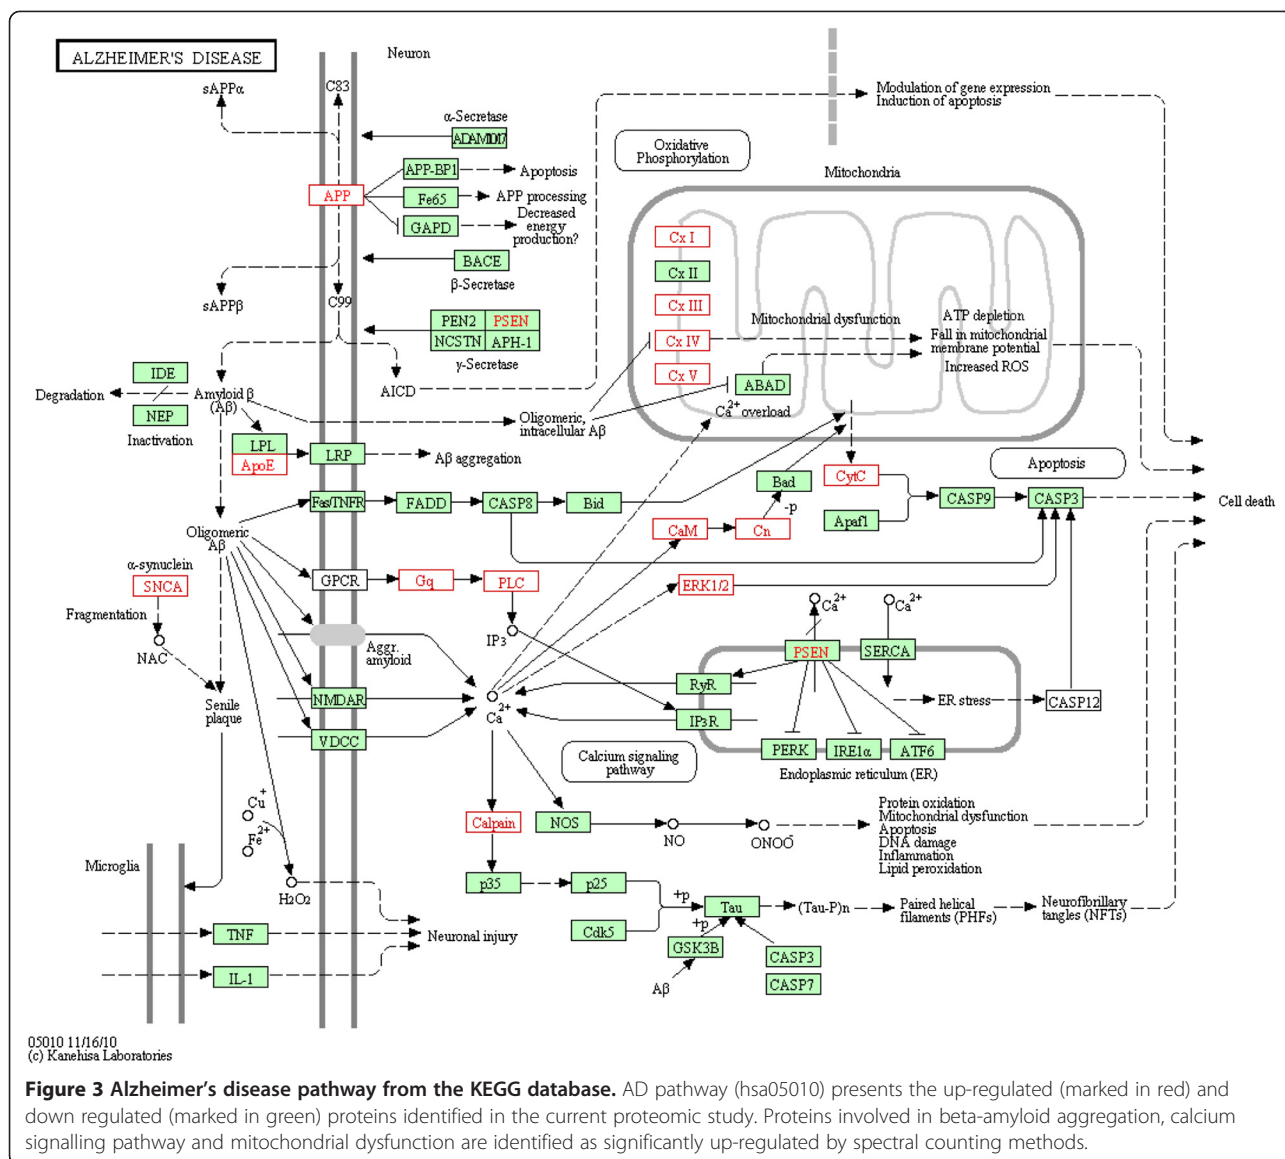 ALZHEIMER'S DISEASE
Neuron
sAPPα
C83
α-Secretase
APP
APP-BP1
Apoptosis
Fe65
APP processing
GAPD
Decreased
energy
production?
BACE
β-Secretase
sAPPβ
C99
PEN2
PSEN
NCSTN
APH-1
γ-Secretase
AICD
Modulation of gene expression
Induction of apoptosis
Oxidative
Phosphorylation
Mitochondria
Cx I
Cx II
Cx III
Cx IV
Cx V
Mitochondrial dysfunction
ATP depletion
Fall in mitochondrial
membrane potential
Increased ROS
ABAD
Ca2+ overload
IDE
Degradation
NEP
Inactivation
Amyloid β
(Aβ)
Oligomeric,
intracellular Aβ
LPL
ApoE
LRP
Aβ aggregation
Fas/TNFR
FADD
CASP8
Bid
Bad
-p
CytC
Apaf1
CASP9
CASP3
Apoptosis
Cell death
Oligomeric
Aβ
CaM
Cn
α-synuclein
SNCA
Fragmentation
NAC
GPCR
Gq
PLC
IP3
ERK1/2
Aggr.
amyloid
Senile
plaque
NMDAR
VDCC
Ca2+
Ca2+
Ca2+
PSEN
SERCA
RyR
IP3R
ER stress
CASP12
PERK
IRE1α
ATF6
Endoplasmic reticulum (ER)
Calcium signaling
pathway
Cu+
Fe2+
H2O2
Calpain
NOS
NO
ONOO-
Protein oxidation
Mitochondrial dysfunction
Apoptosis
DNA damage
Inflammation
Lipid peroxidation
Microglia
p35
p25
Cdk5
+p
Tau
+p
GSK3B
Aβ
(Tau-P)n
Paired helical
filaments (PHFs)
Neurofibrillary
tangles (NFTs)
CASP3
CASP7
TNF
IL-1
Neuronal injury
05010 11/16/10
(c) Kanehisa Laboratories
Figure 3 Alzheimer's disease pathway from the KEGG database. AD pathway (hsa05010) presents the up-regulated (marked in red) and
down regulated (marked in green) proteins identified in the current proteomic study. Proteins involved in beta-amyloid aggregation, calcium
signalling pathway and mitochondrial dysfunction are identified as significantly up-regulated by spectral counting methods.